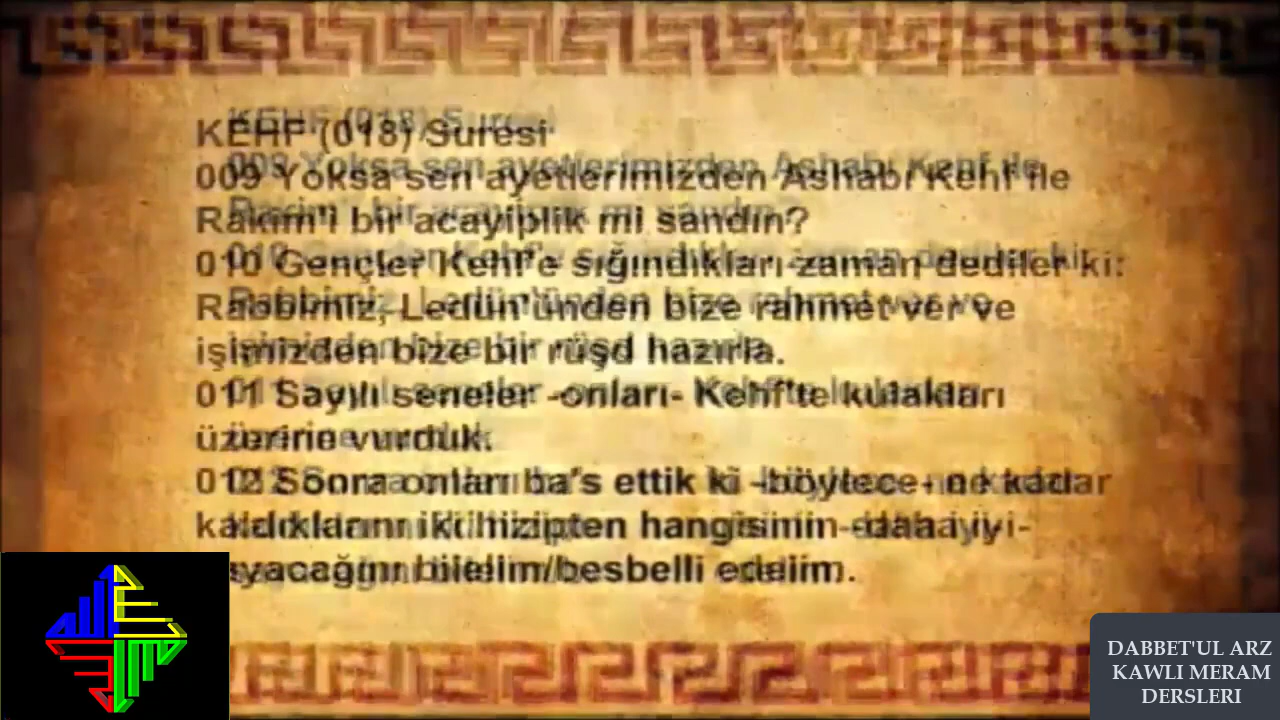 KEHF (018) Suresi
009 Yoksa sen ayetlerimizden Ashabı Kehf ile
Rakim'i bir acayiplik mi sandın?
010 Gençler Kehf'e sığındıkları zaman dediler ki:
Rabbimiz, Ledün'ünden bize rahmet ver ve
işimizden bize bir rüşd hazırla.
011 Sayılı seneler -onları- Kehf'te kulakları
üzerine vurduk.
012 Sonra onları ba's ettik ki -böylece- ne kadar
kaldıklarını iki hizipten hangisinin -daha iyi-
sayacağını bilelim/besbelli edelim.
DABBET'UL ARZ
KAWLI MERAM
DERSLERI